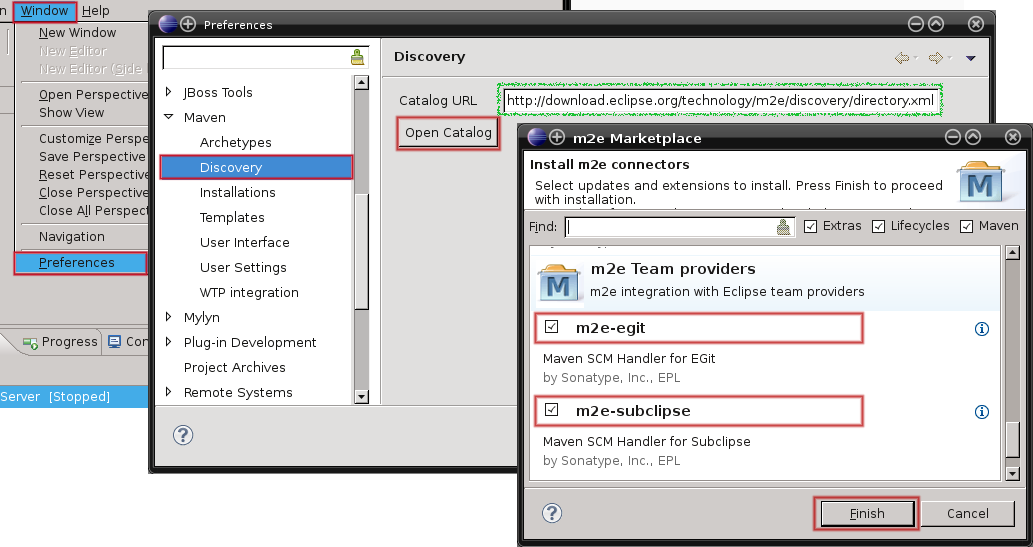 Window Help
New Window
New Editor
New Editor (Side
Open Perspective
Show View
Customize Perspe
Save Perspective
Reset Perspective
Close Perspective
Close All Perspect
Navigation
Preferences
Progress
Con
Server [Stopped]
Preferences
JBoss Tools
Maven
Archetypes
Discovery
Installations
Templates
User Interface
User Settings
WTP integration
Mylyn
Plug-in Development
Project Archives
Remote Systems
Discovery
Catalog URL http://download.eclipse.org/technology/m2e/discovery/directory.xml
Open Catalog
m2e Marketplace
Install m2e connectors
Select updates and extensions to install. Press Finish to proceed
with installation.
Find: Extras Lifecycles Maven
m2e Team providers
m2e integration with Eclipse team providers
m2e-egit
Maven SCM Handler for EGit
by Sonatype, Inc., EPL
m2e-subclipse
Maven SCM Handler for Subclipse
by Sonatype, Inc., EPL
Finish Cancel